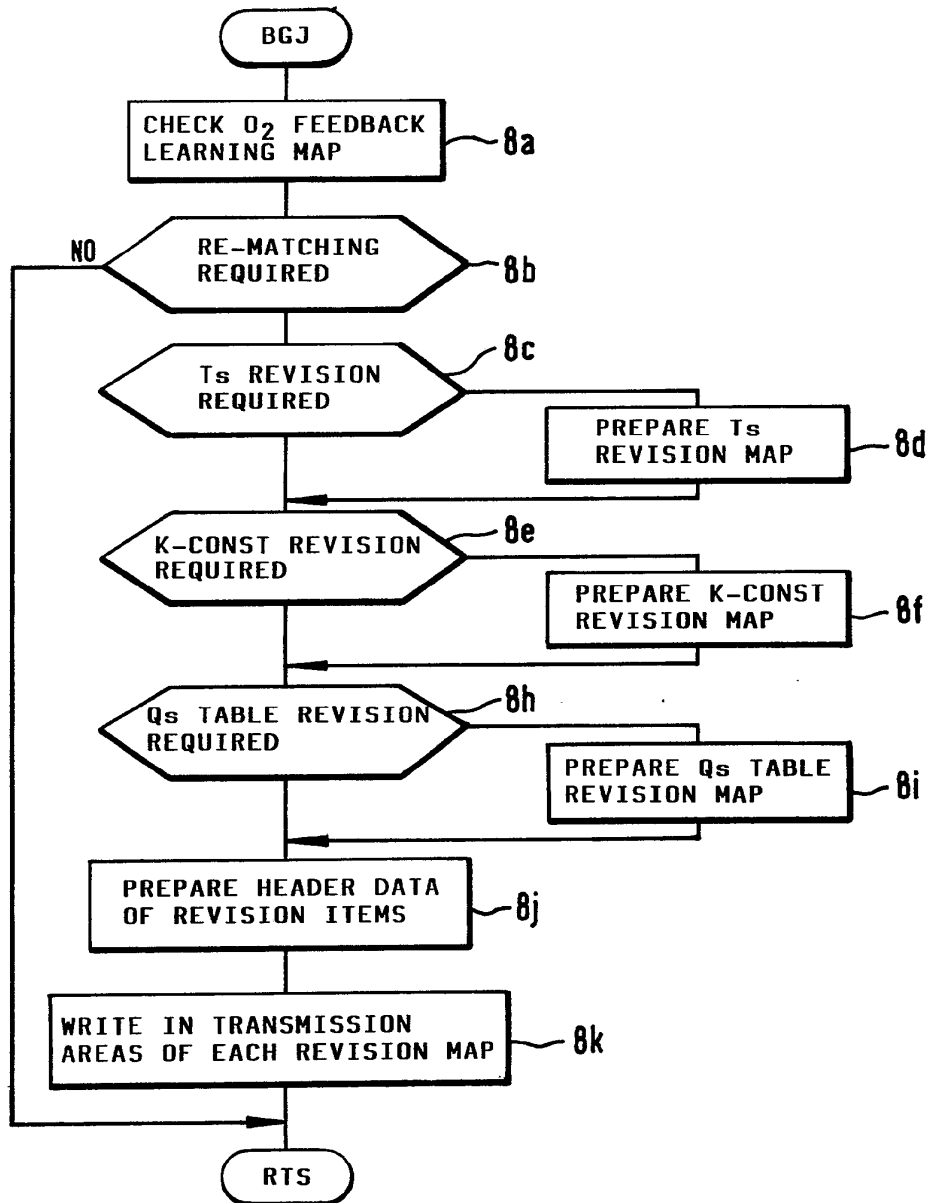 BGJ
CHECK O2 FEEDBACK
LEARNING MAP
8a
NO
RE-MATCHING
REQUIRED
8b
Ts REVISION
REQUIRED
8c
PREPARE Ts
REVISION MAP
8d
K-CONST REVISION
REQUIRED
8e
PREPARE K-CONST
REVISION MAP
8f
Qs TABLE REVISION
REQUIRED
8h
PREPARE Qs TABLE
REVISION MAP
8i
PREPARE HEADER DATA
OF REVISION ITEMS
8j
WRITE IN TRANSMISSION
AREAS OF EACH REVISION MAP
8k
RTS